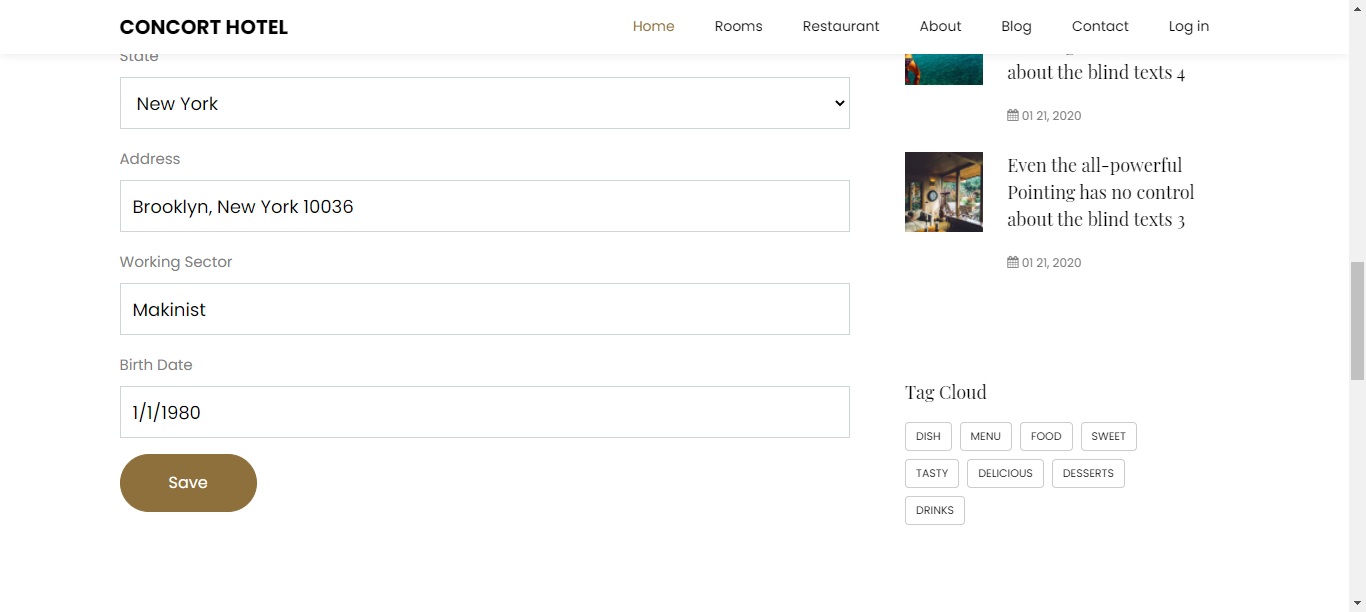 CONCORT HOTEL
Home Rooms Restaurant About Blog Contact Log in
State
New York
Address
Brooklyn, New York 10036
Working Sector
Makinist
Birth Date
1/1/1980
Save
about the blind texts 4
01 21, 2020
Even the all-powerful
Pointing has no control
about the blind texts 3
01 21, 2020
Tag Cloud
DISH MENU FOOD SWEET
TASTY DELICIOUS DESSERTS
DRINKS